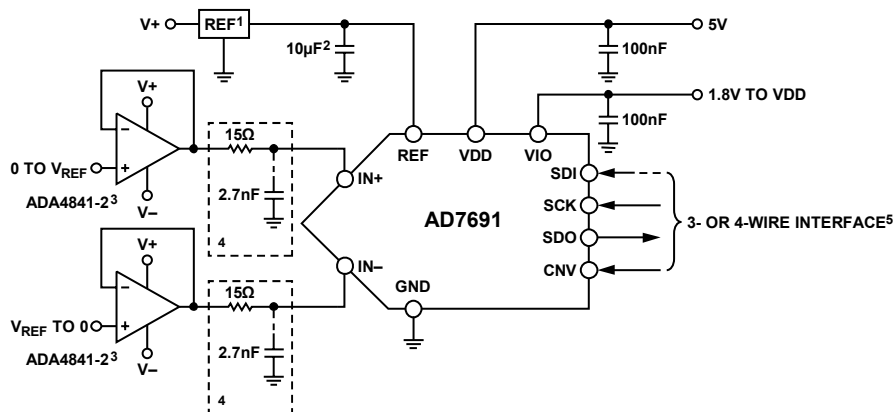 V+
REF1
10µF2
100nF
5V
100nF
1.8V TO VDD
V+
−
+
0 TO VREF
ADA4841-23
V−
15Ω
2.7nF
4
REF
VDD
VIO
IN+
IN−
AD7691
GND
SDI
SCK
SDO
CNV
3- OR 4-WIRE INTERFACE5
V+
−
+
VREF TO 0
ADA4841-23
V−
15Ω
2.7nF
4